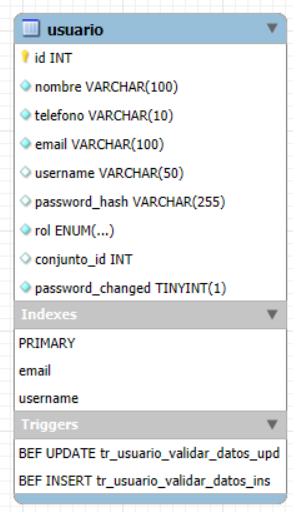 usuario
id INT
nombre VARCHAR(100)
telefono VARCHAR(10)
email VARCHAR(100)
username VARCHAR(50)
password_hash VARCHAR(255)
rol ENUM(...)
conjunto_id INT
password_changed TINYINT(1)
Indexes
PRIMARY
email
username
Triggers
BEF UPDATE tr_usuario_validar_datos_upd
BEF INSERT tr_usuario_validar_datos_ins